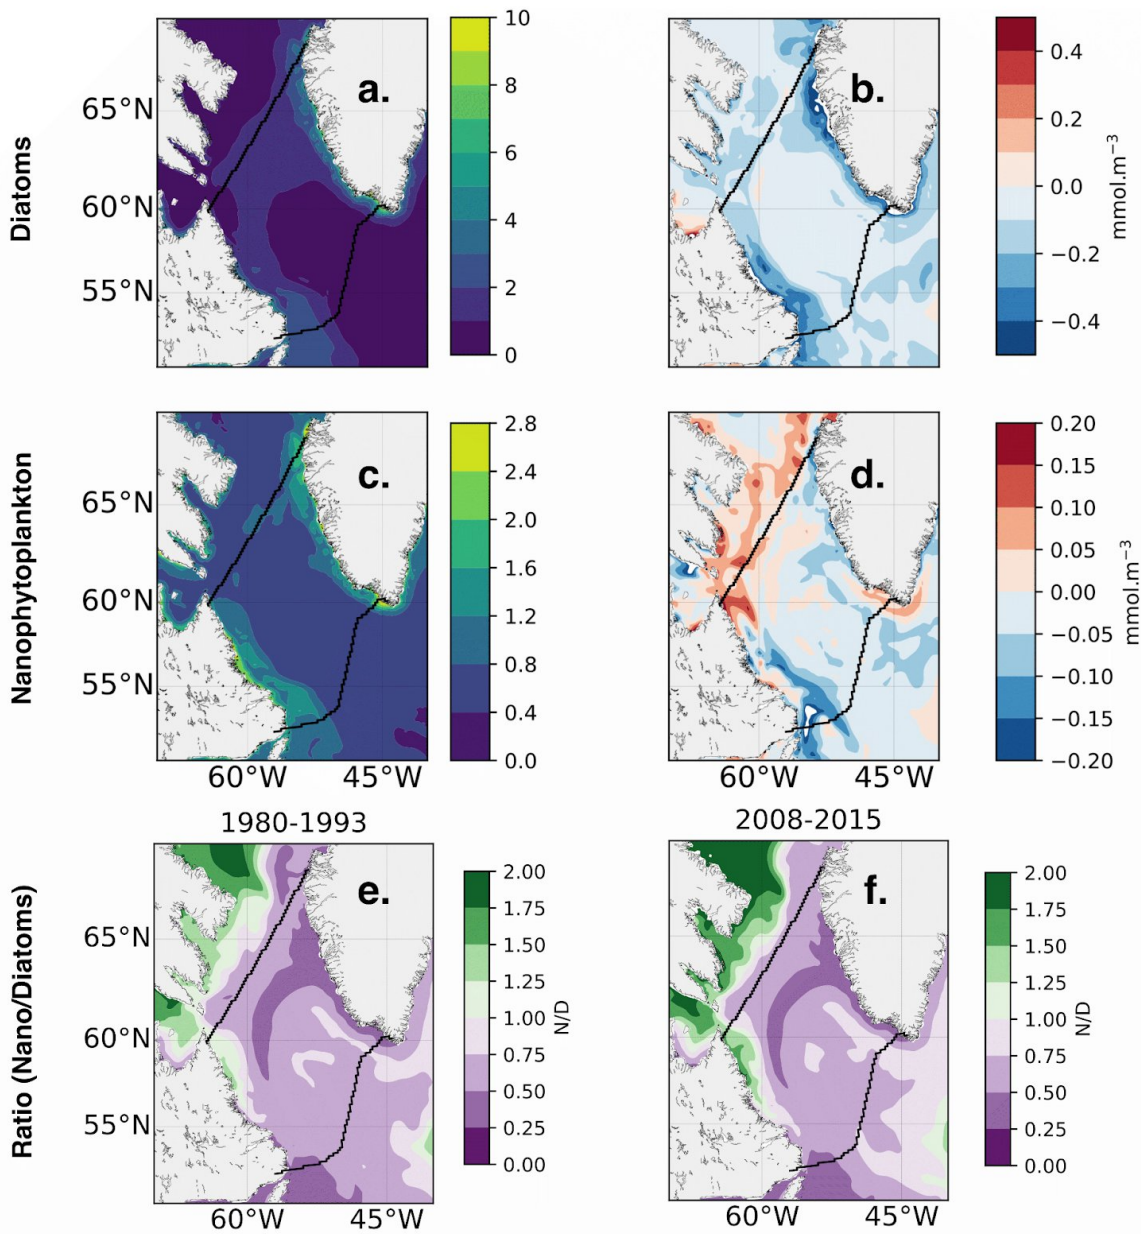 Diatoms
65°N
60°N
55°N
a.
10
8
6
4
2
0
b.
0.4
0.2
0.0
−0.2
−0.4
mmol.m⁻³
Nanophytoplankton
65°N
60°N
55°N
c.
60°W 45°W
2.8
2.4
2.0
1.6
1.2
0.8
0.4
0.0
d.
60°W 45°W
0.20
0.15
0.10
0.05
0.00
−0.05
−0.10
−0.15
−0.20
mmol.m⁻³
Ratio (Nano/Diatoms)
1980-1993
65°N
60°N
55°N
e.
60°W 45°W
2.00
1.75
1.50
1.25
1.00
0.75
0.50
0.25
0.00
N/D
2008-2015
f.
60°W 45°W
2.00
1.75
1.50
1.25
1.00
0.75
0.50
0.25
0.00
N/D